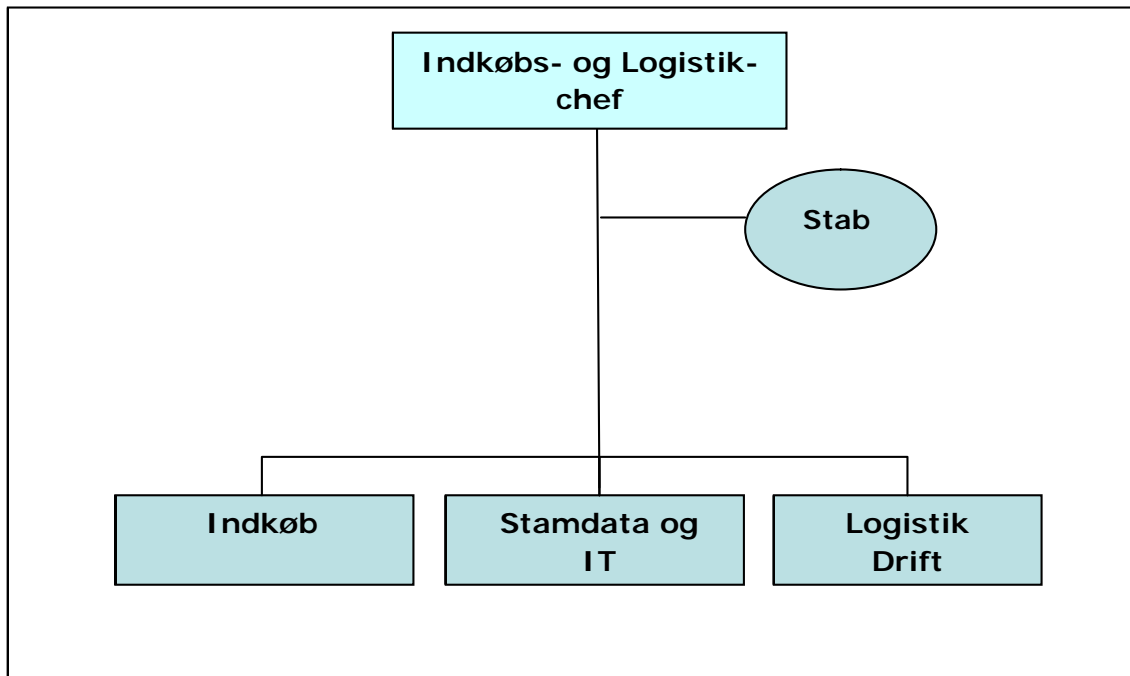 Indkøbs- og Logistik-
chef
Stab
Indkøb
Stamdata og
IT
Logistik
Drift